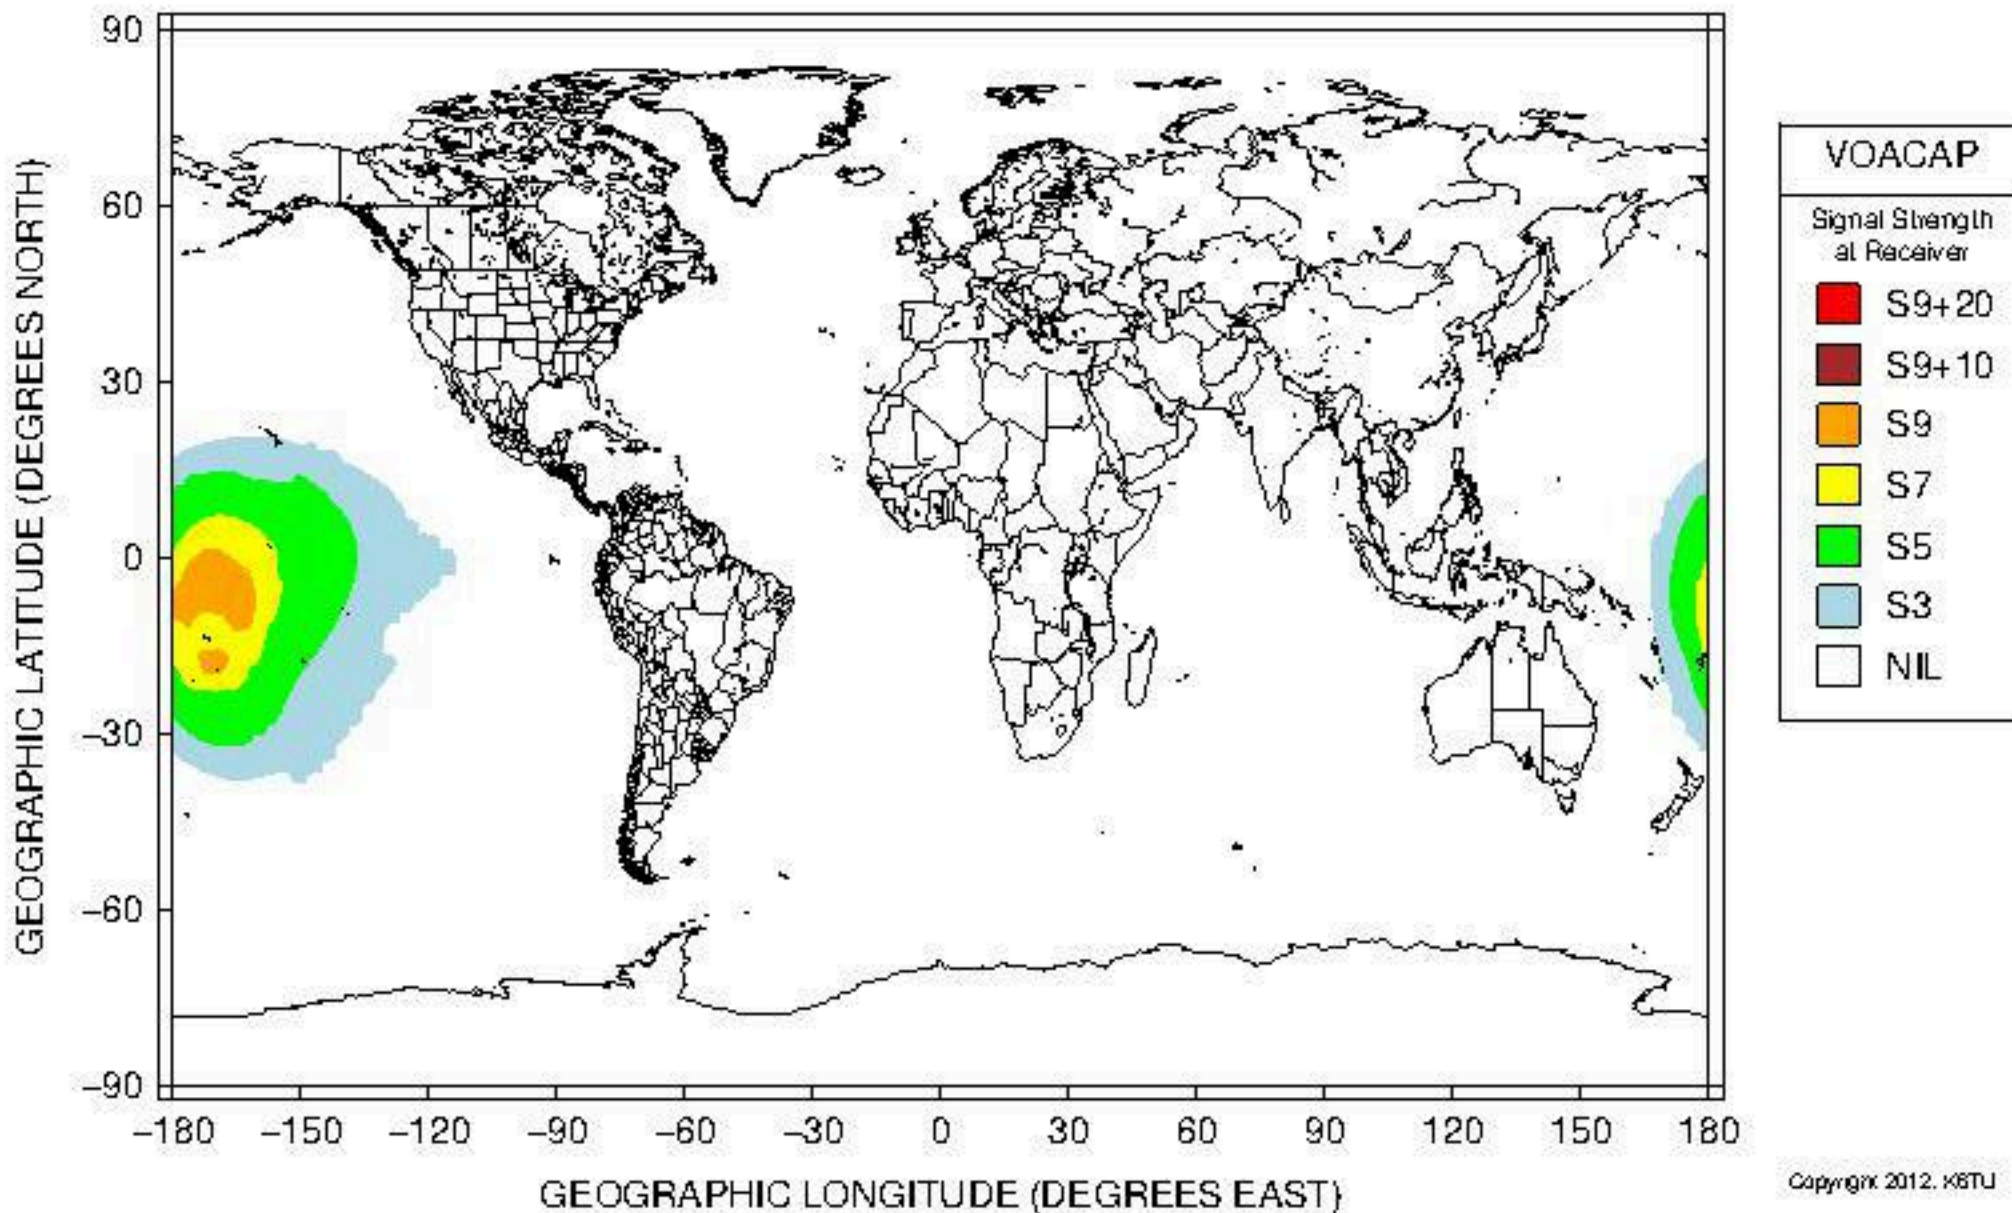 GEOGRAPHIC LATITUDE (DEGREES NORTH)
90
60
30
0
–30
–60
–90
–180 –150 –120 –90 –60 –30 0 30 60 90 120 150 180
GEOGRAPHIC LONGITUDE (DEGREES EAST)
VOACAP
Signal Strength
at Receiver
S9+20
S9+10
S9
S7
S5
S3
NIL
Copyright 2012, K6TU